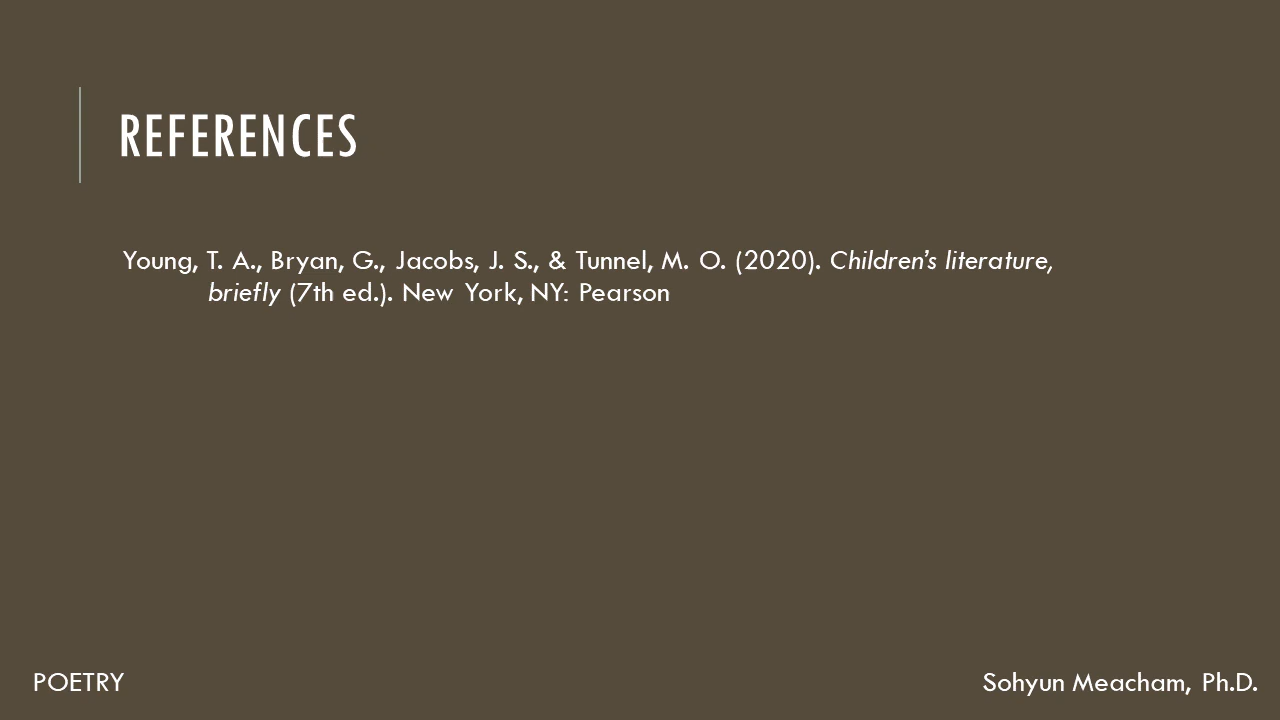 REFERENCES
Young, T. A., Bryan, G., Jacobs, J. S., & Tunnel, M. O. (2020). Children’s literature,
briefly (7th ed.). New York, NY: Pearson
POETRY
Sohyun Meacham, Ph.D.